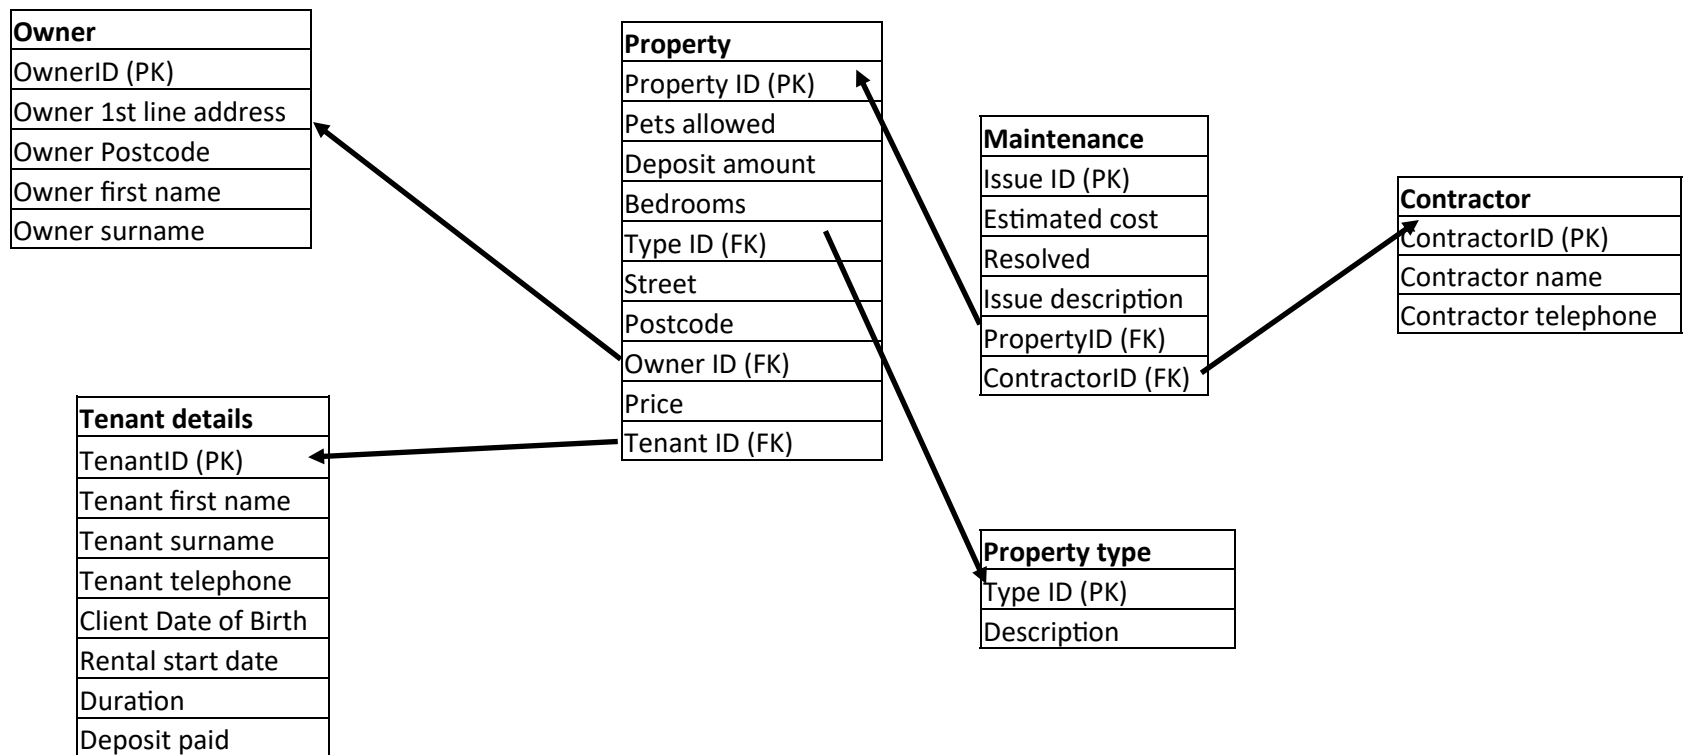 Owner
OwnerID (PK)
Owner 1st line address
Owner Postcode
Owner first name
Owner surname
Property
Property ID (PK)
Pets allowed
Deposit amount
Bedrooms
Type ID (FK)
Street
Postcode
Owner ID (FK)
Price
Tenant ID (FK)
Maintenance
Issue ID (PK)
Estimated cost
Resolved
Issue description
PropertyID (FK)
ContractorID (FK)
Contractor
ContractorID (PK)
Contractor name
Contractor telephone
Tenant details
TenantID (PK)
Tenant first name
Tenant surname
Tenant telephone
Client Date of Birth
Rental start date
Duration
Deposit paid
Property type
Type ID (PK)
Description